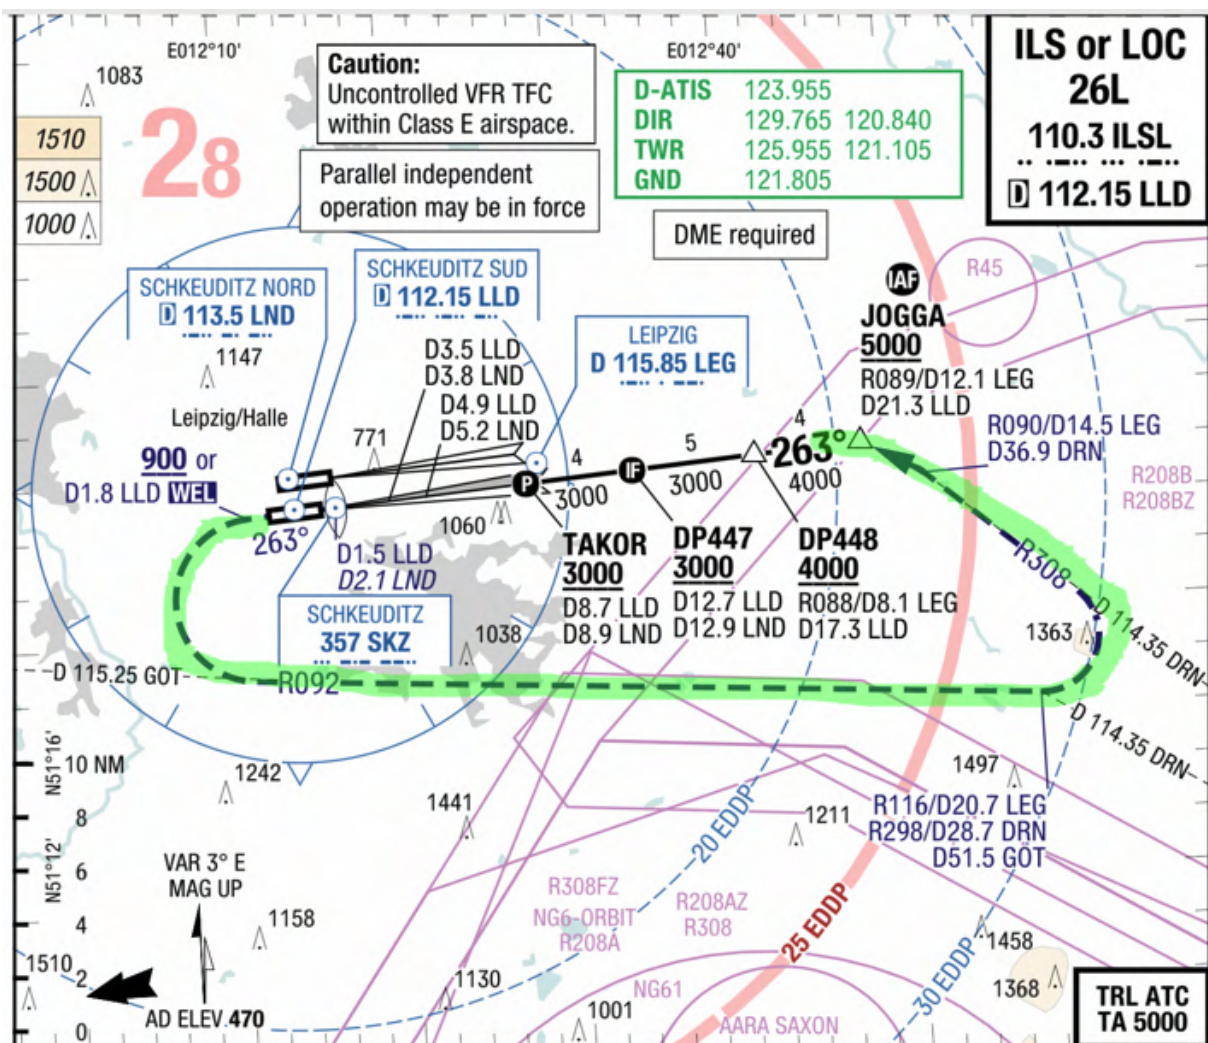 E012°10'
E012°40'
ILS or LOC
26L
110.3 ILSL
D 112.15 LLD
1083
Caution:
Uncontrolled VFR TFC
within Class E airspace.
D-ATIS 123.955
DIR 129.765 120.840
TWR 125.955 121.105
GND 121.805
1510
1500
1000
28
Parallel independent
operation may be in force
DME required
SCHKEUDITZ NORD
D 113.5 LND
SCHKEUDITZ SUD
D 112.15 LLD
LEIPZIG
D 115.85 LEG
R45
IAF
JOGGA
5000
R089/D12.1 LEG
D21.3 LLD
1147
D3.5 LLD
D3.8 LND
D4.9 LLD
D5.2 LND
Leipzig/Halle
771
R090/D14.5 LEG
D36.9 DRN
R208B
R208BZ
900 or
D1.8 LLD WEL
263°
4
5
4
263°
P
IF
3000
3000
4000
1060
D1.5 LLD
D2.1 LND
TAKOR
3000
D8.7 LLD
D8.9 LND
DP447
3000
D12.7 LLD
D12.9 LND
DP448
4000
R088/D8.1 LEG
D17.3 LLD
R308
SCHKEUDITZ
357 SKZ
1038
1363
D 114.35 DRN
D 115.25 GOT
R092
D 114.35 DRN
N51°16'
10 NM
1242
1497
8
1441
1211
R116/D20.7 LEG
R298/D28.7 DRN
D51.5 GOT
20 EDDP
N51°12'
6
VAR 3° E
MAG UP
R308FZ
NG6-ORBIT
R208A
R208AZ
R308
4
1158
25 EDDP
1458
30 EDDP
1510
2
1130
NG61
1368
AD ELEV 470
1001
AARA SAXON
0
TRL ATC
TA 5000